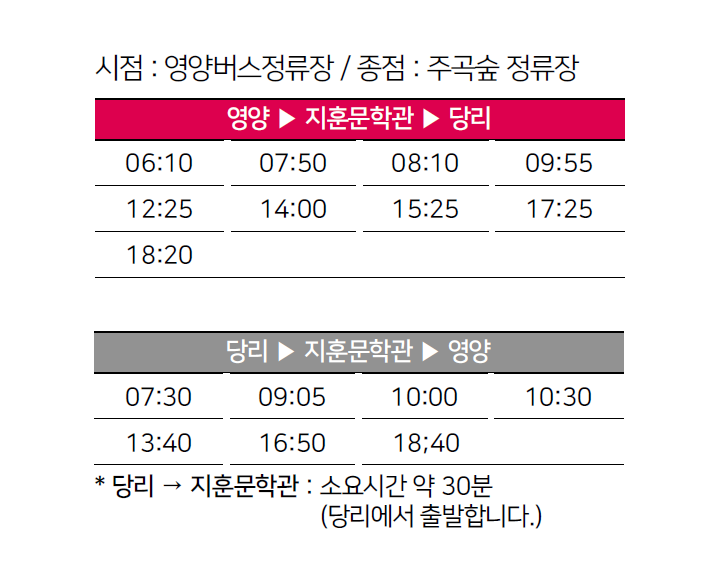 시점 : 영양버스정류장 / 종점 : 주곡숲 정류장
영양 ▶ 지훈문학관 ▶ 당리
06:10 07:50 08:10 09:55
12:25 14:00 15:25 17:25
18:20
당리 ▶ 지훈문학관 ▶ 영양
07:30 09:05 10:00 10:30
13:40 16:50 18;40
* 당리 → 지훈문학관 : 소요시간 약 30분
(당리에서 출발합니다.)